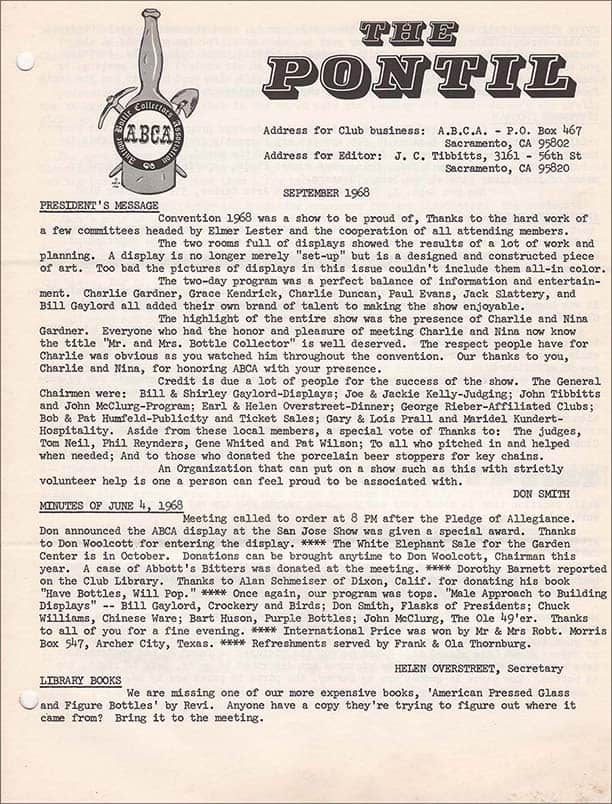 THE
PONTIL
Antique Bottle Collectors Association
ABCA
Address for Club business: A.B.C.A. - P.O. Box 467
Sacramento, CA 95802
Address for Editor: J. C. Tibbitts, 3161 - 56th St
Sacramento, CA 95820
SEPTEMBER 1968
PRESIDENT'S MESSAGE
Convention 1968 was a show to be proud of, Thanks to the hard work of
a few committees headed by Elmer Lester and the cooperation of all attending members.
The two rooms full of displays showed the results of a lot of work and
planning. A display is no longer merely "set-up" but is a designed and constructed piece
of art. Too bad the pictures of displays in this issue couldn't include them all-in color.
The two-day program was a perfect balance of information and entertain-
ment. Charlie Gardner, Grace Kendrick, Charlie Duncan, Paul Evans, Jack Slattery, and
Bill Gaylord all added their own brand of talent to making the show enjoyable.
The highlight of the entire show was the presence of Charlie and Nina
Gardner. Everyone who had the honor and pleasure of meeting Charlie and Nina now know
the title "Mr. and Mrs. Bottle Collector" is well deserved. The respect people have for
Charlie was obvious as you watched him throughout the convention. Our thanks to you,
Charlie and Nina, for honoring ABCA with your presence.
Credit is due a lot of people for the success of the show. The General
Chairmen were: Bill & Shirley Gaylord-Displays; Joe & Jackie Kelly-Judging; John Tibbitts
and John McClurg-Program; Earl & Helen Overstreet-Dinner; George Rieber-Affiliated Clubs;
Bob & Pat Humfeld-Publicity and Ticket Sales; Gary & Lois Prall and Maridel Kundert-
Hospitality. Aside from these local members, a special vote of Thanks to: The judges,
Tom Neil, Phil Reynders, Gene Whited and Pat Wilson; To all who pitched in and helped
when needed; And to those who donated the porcelain beer stoppers for key chains.
An Organization that can put on a show such as this with strictly
volunteer help is one a person can feel proud to be associated with.
DON SMITH
MINUTES OF JUNE 4, 1968
Meeting called to order at 8 PM after the Pledge of Allegiance.
Don announced the ABCA display at the San Jose Show was given a special award. Thanks
to Don Woolcott for entering the display. **** The White Elephant Sale for the Garden
Center is in October. Donations can be brought anytime to Don Woolcott, Chairman this
year. A case of Abbott's Bitters was donated at the meeting. **** Dorothy Barnett reported
on the Club Library. Thanks to Alan Schmeiser of Dixon, Calif. for donating his book
"Have Bottles, Will Pop." **** Once again, our program was tops. "Male Approach to Building
Displays" -- Bill Gaylord, Crockery and Birds; Don Smith, Flasks of Presidents; Chuck
Williams, Chinese Ware; Bart Huson, Purple Bottles; John McClurg, The Ole 49'er. Thanks
to all of you for a fine evening. **** International Price was won by Mr & Mrs Robt. Morris
Box 547, Archer City, Texas. **** Refreshments served by Frank & Ola Thornburg.
HELEN OVERSTREET, Secretary
LIBRARY BOOKS
We are missing one of our more expensive books, 'American Pressed Glass
and Figure Bottles' by Revi. Anyone have a copy they're trying to figure out where it
came from? Bring it to the meeting.